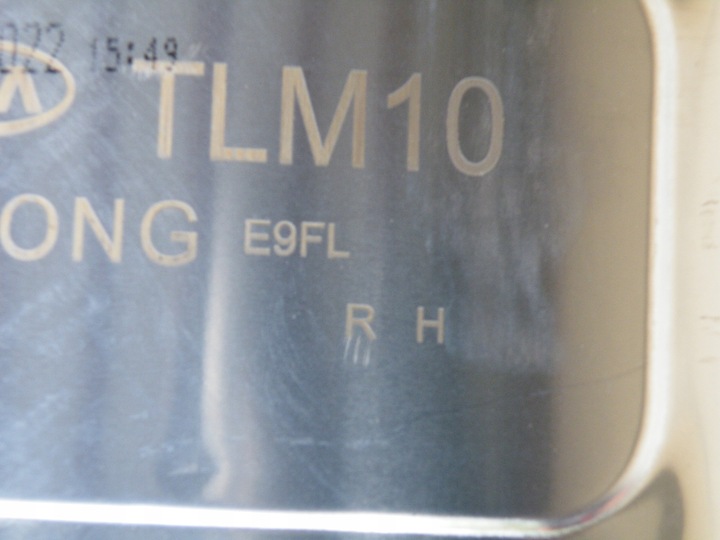 022 15:49
TLM10
ONG E9FL
R H